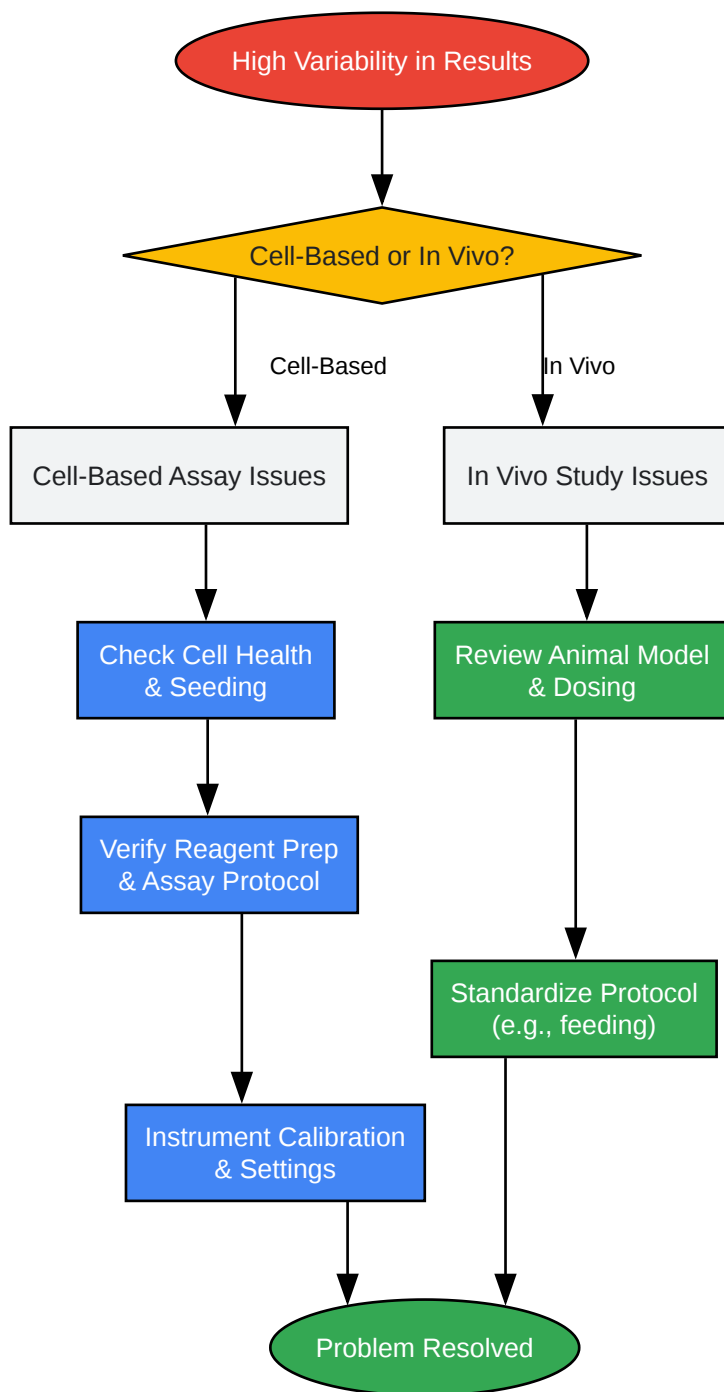 High Variability in Results
Cell-Based or In Vivo?
Cell-Based
In Vivo
Cell-Based Assay Issues
In Vivo Study Issues
Check Cell Health
& Seeding
Review Animal Model
& Dosing
Verify Reagent Prep
& Assay Protocol
Standardize Protocol
(e.g., feeding)
Instrument Calibration
& Settings
Problem Resolved